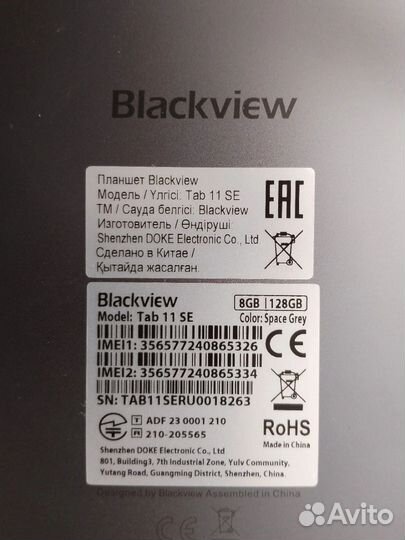 Blackview
Планшет Blackview
Модель / Үлгісі: Tab 11 SE
ТМ / Сауда белгісі: Blackview
Изготовитель / Өндіруші:
Shenzhen DOKE Electronic Co., Ltd
Сделано в Китае /
Қытайда жасалған.
EAC
Blackview
8GB 128GB
Model: Tab 11 SE
Color: Space Grey
IMEI1: 356577240865326
IMEI2: 356577240865334
SN: TAB11SERU0018263
CE
T ADF 23 0001 210
R 210-205565
RoHS
Made in China
Shenzhen DOKE Electronic Co., Ltd
801, Building3, 7th Industrial Zone, Yulv Community,
Yutang Road, Guangming District, Shenzhen, China.
Designed by Blackview Assembled in China
CE
Avito